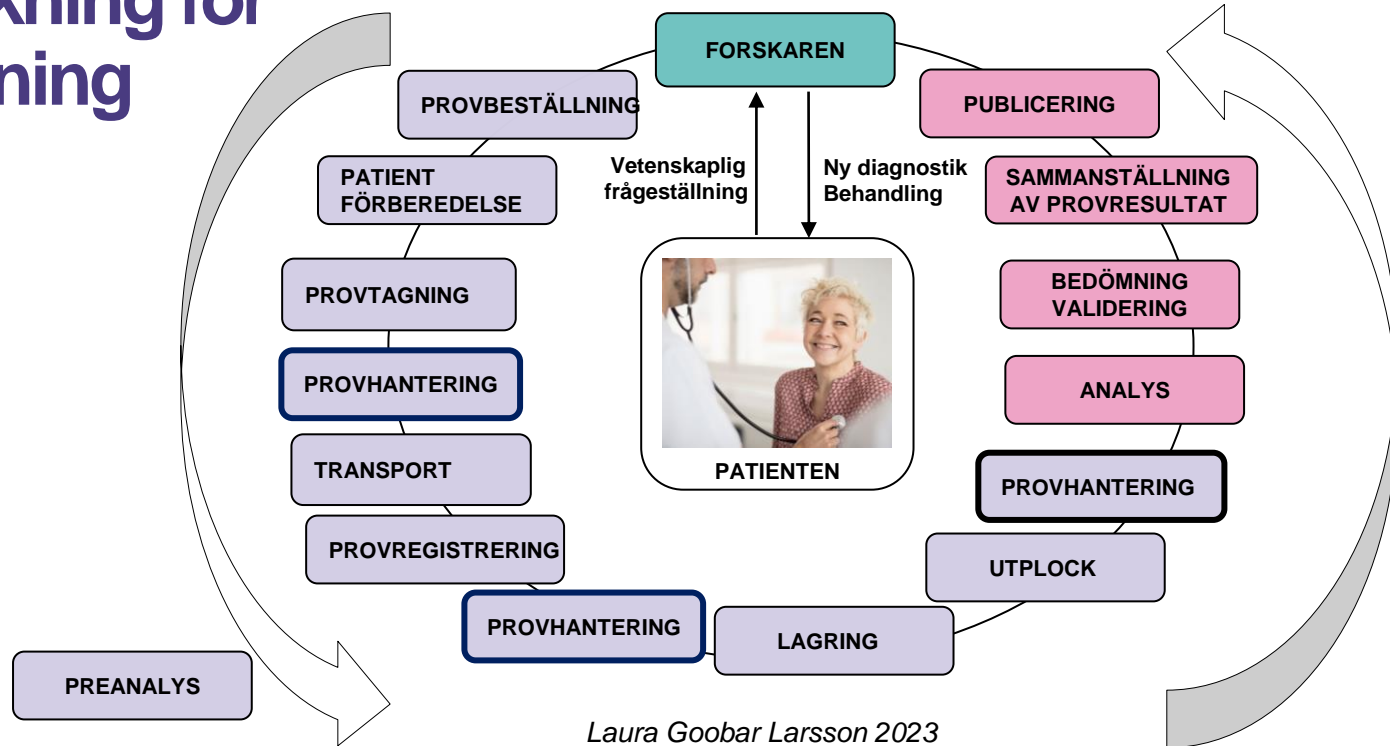 ning
FORSKAREN
PROVBESTÄLLNING
PUBLICERING
PATIENT
FÖRBEREDELSE
Vetenskaplig
frågeställning
Ny diagnostik
Behandling
SAMMANSTÄLLNING
AV PROVRESULTAT
PROVTAGNING
BEDÖMNING
VALIDERING
PROVHANTERING
ANALYS
TRANSPORT
PATIENTEN
PROVHANTERING
PROVREGISTRERING
UTPLOCK
PROVHANTERING
LAGRING
PREANALYS
Laura Goobar Larsson 2023